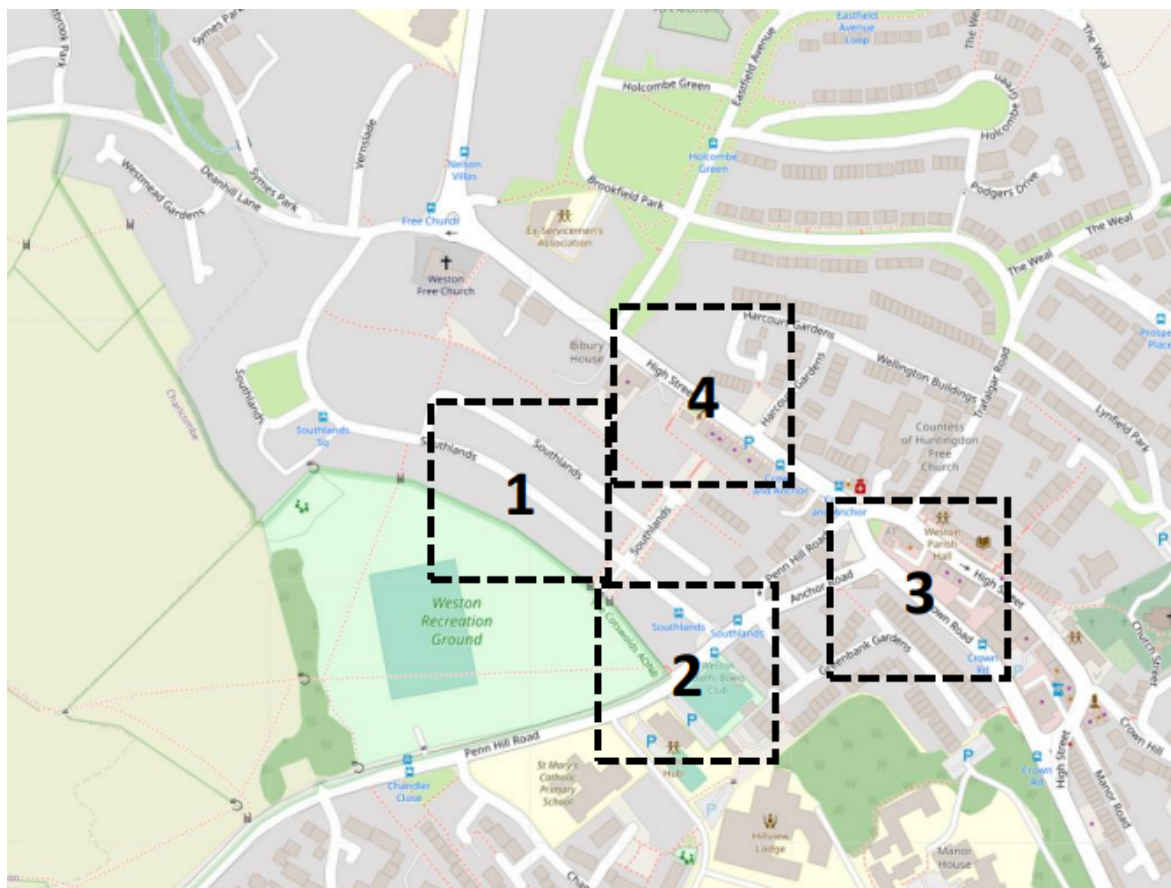 Symes Park
Eastfield Avenue
Loop
The Weal
The Weal
Eastfield Avenue
Holcombe Green
Holcombe Green
Vernslade
Nelson
Villas
Holcombe
Green
Westmead Gardens
Deanhill Lane
Symes Park
Podgers Drive
Brookfield Park
Free Church
Ex-Servicemen's
Association
The Weal
The Weal
Weston
Free Church
Harcourt Gardens
Bibury
House
High Street
4
Harcourt Gardens
Wellington Buildings
Trafalgar Road
Lynfield Park
Charlcombe
Southlands
Southlands
Sq
Southlands
Southlands
P
Countess
of Huntingdon
Free
Church
1
Southlands
Penn Hill Road
Weston
Parish
Hall
P
Anchor Road
High Street
3
Weston
Recreation
Ground
Southlands
Southlands
Greenbank Gardens
Crown
Rd
P
Church Street
2
Club
P
P
Hub
Penn Hill Road
St Mary's
Catholic
Primary
School
Chandler
Close
P
P
Crown
Rd
High Street
Crown Hill
Manor Road
Hillview
Lodge
Manor
House